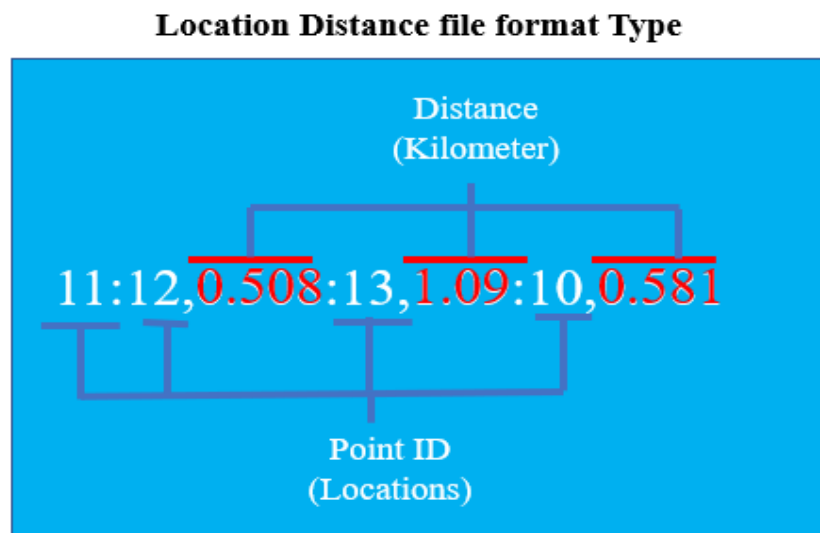 Location Distance file format Type
Distance
(Kilometer)
11:12,0.508:13,1.09:10,0.581
Point ID
(Locations)